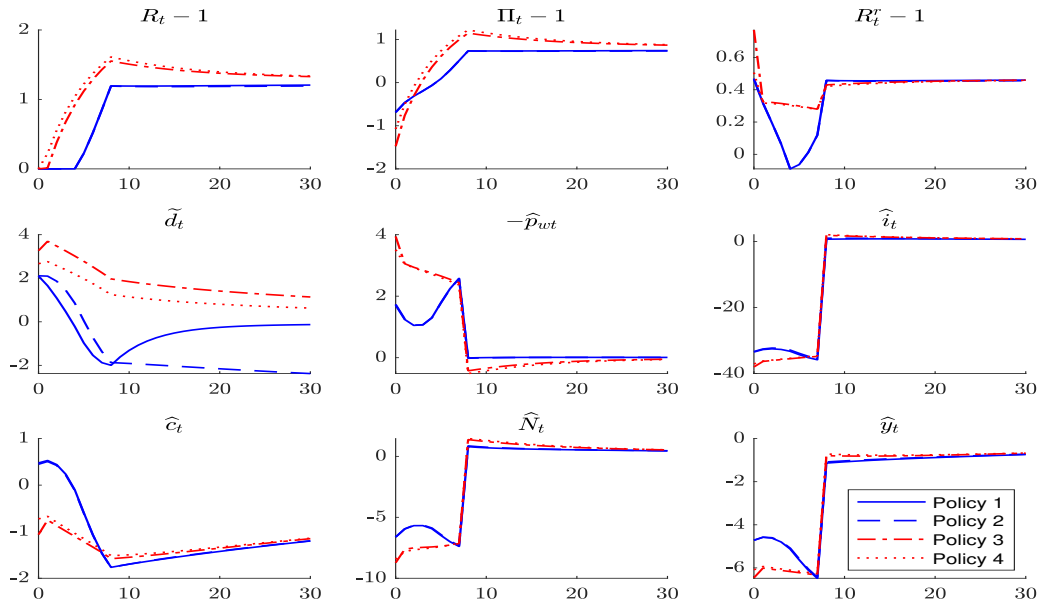 R_t − 1
2
1
0
0 10 20 30
Π_t − 1
1
0
-1
2
0 10 20 30
R_t^r − 1
0.6
0.4
0.2
0
0 10 20 30
d̃_t
4
2
0
-2
0 10 20 30
−p̂_wt
4
2
0
0 10 20 30
î_t
0
-20
-40
0 10 20 30
ĉ_t
1
0
-1
-2
0 10 20 30
N̂_t
0
-5
-10
0 10 20 30
ŷ_t
0
-2
-4
-6
0 10 20 30
Policy 1
Policy 2
Policy 3
Policy 4